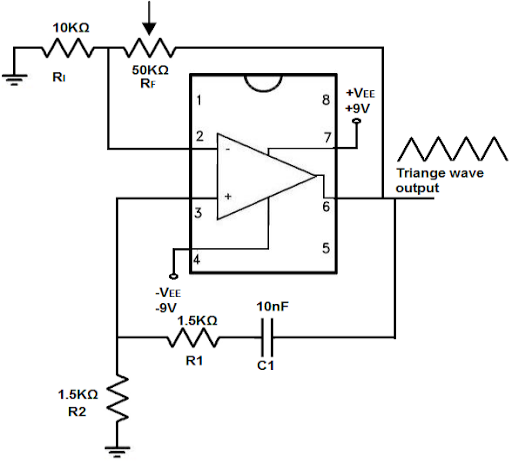 10KΩ
RI
50KΩ
RF
1
8
+VEE
+9V
2
7
-
+
Triange wave
output
3
6
4
5
-VEE
-9V
1.5KΩ
R1
10nF
C1
1.5KΩ
R2